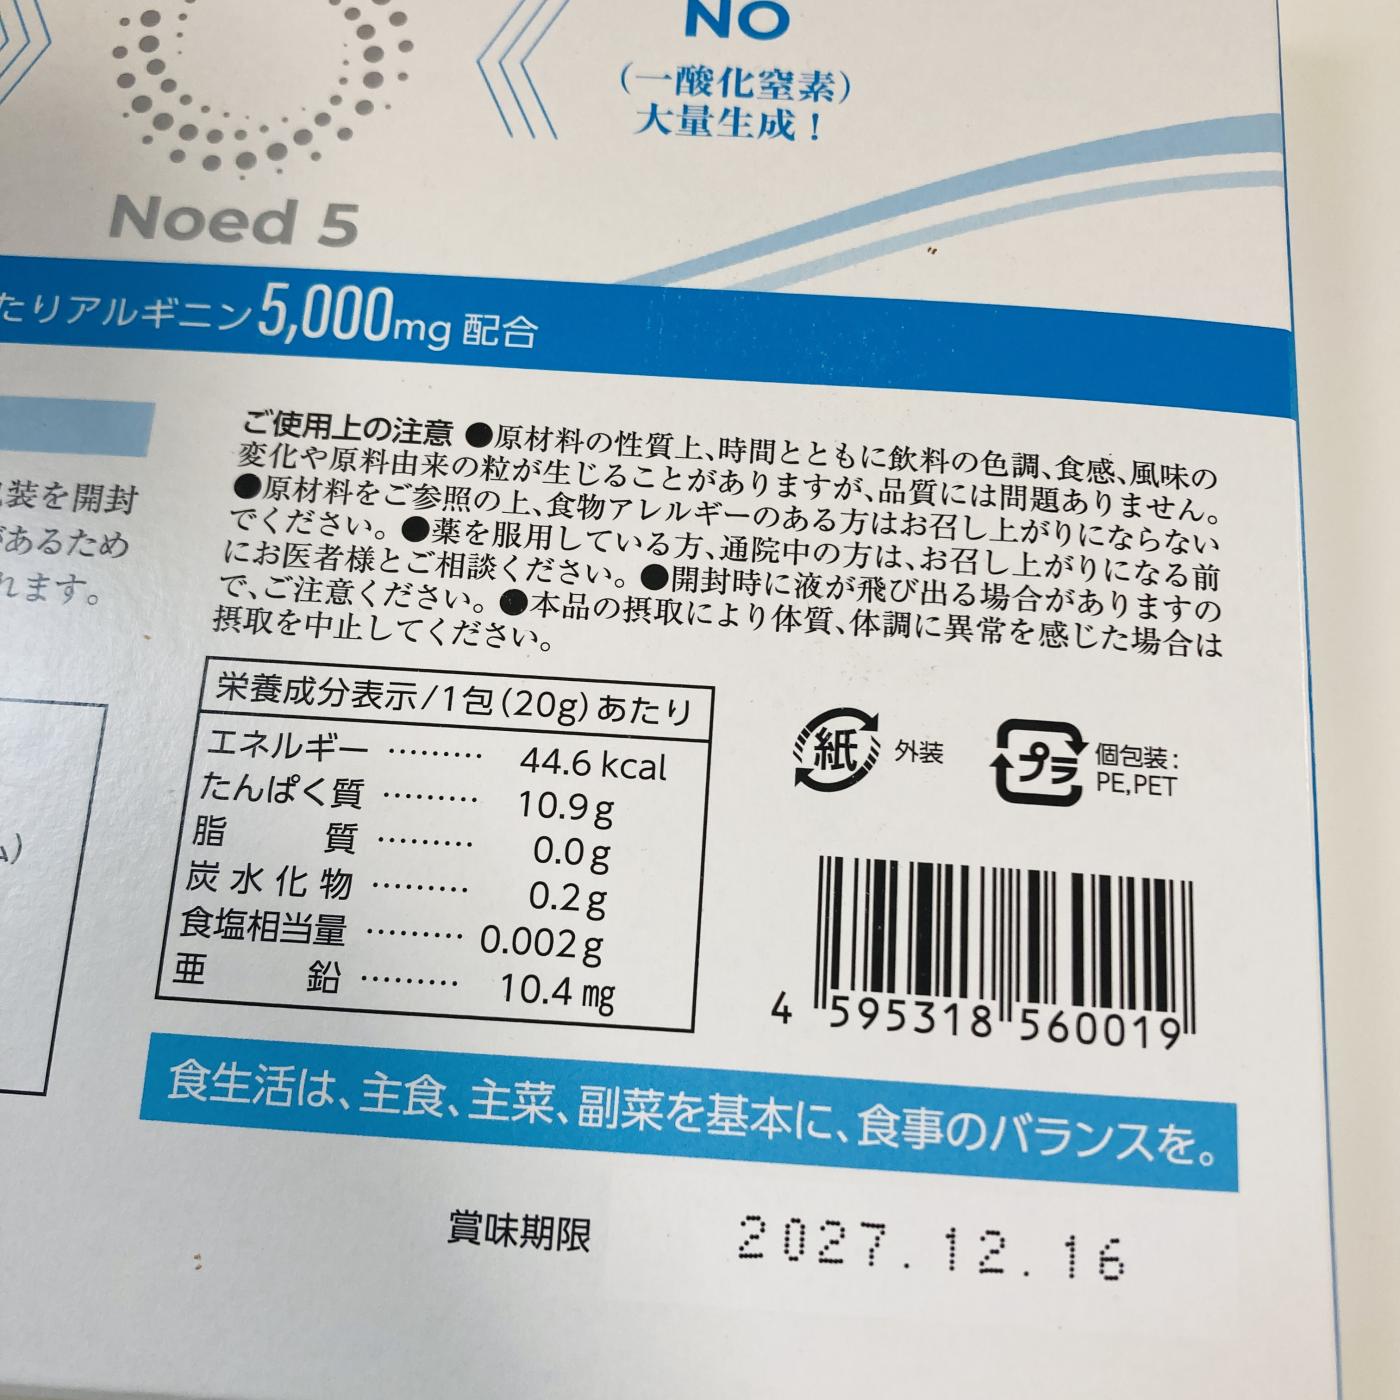 NO
(一酸化窒素)
大量生成!
Noed 5
たりアルギニン5,000mg 配合
装を開封
があるため
れます。
ム)
ご使用上の注意 ●原材料の性質上、時間とともに飲料の色調、食感、風味の
変化や原料由来の粒が生じることがありますが、品質には問題ありません。
●原材料をご参照の上、食物アレルギーのある方はお召し上がりにならない
でください。●薬を服用している方、通院中の方は、お召し上がりになる前
にお医者様とご相談ください。●開封時に液が飛び出る場合がありますの
で、ご注意ください。●本品の摂取により体質、体調に異常を感じた場合は
摂取を中止してください。
栄養成分表示/1包(20g)あたり
エネルギー ……… 44.6 kcal
たんぱく質 ……… 10.9g
脂質 ……… 0.0g
炭水化物 ……… 0.2g
食塩相当量 ……… 0.002g
亜鉛 ……… 10.4mg
紙 外装
プラ 個包装:
PE,PET
4 595318 560019
食生活は、主食、主菜、副菜を基本に、食事のバランスを。
賞味期限 2027.12.16